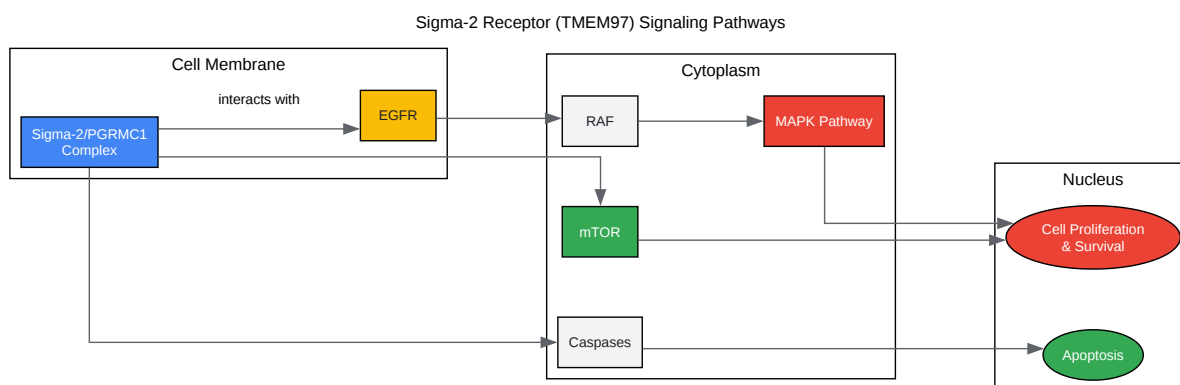 Sigma-2 Receptor (TMEM97) Signaling Pathways
Cell Membrane
interacts with
EGFR
Sigma-2/PGRMC1
Complex
Cytoplasm
RAF
MAPK Pathway
mTOR
Caspases
Nucleus
Cell Proliferation
& Survival
Apoptosis